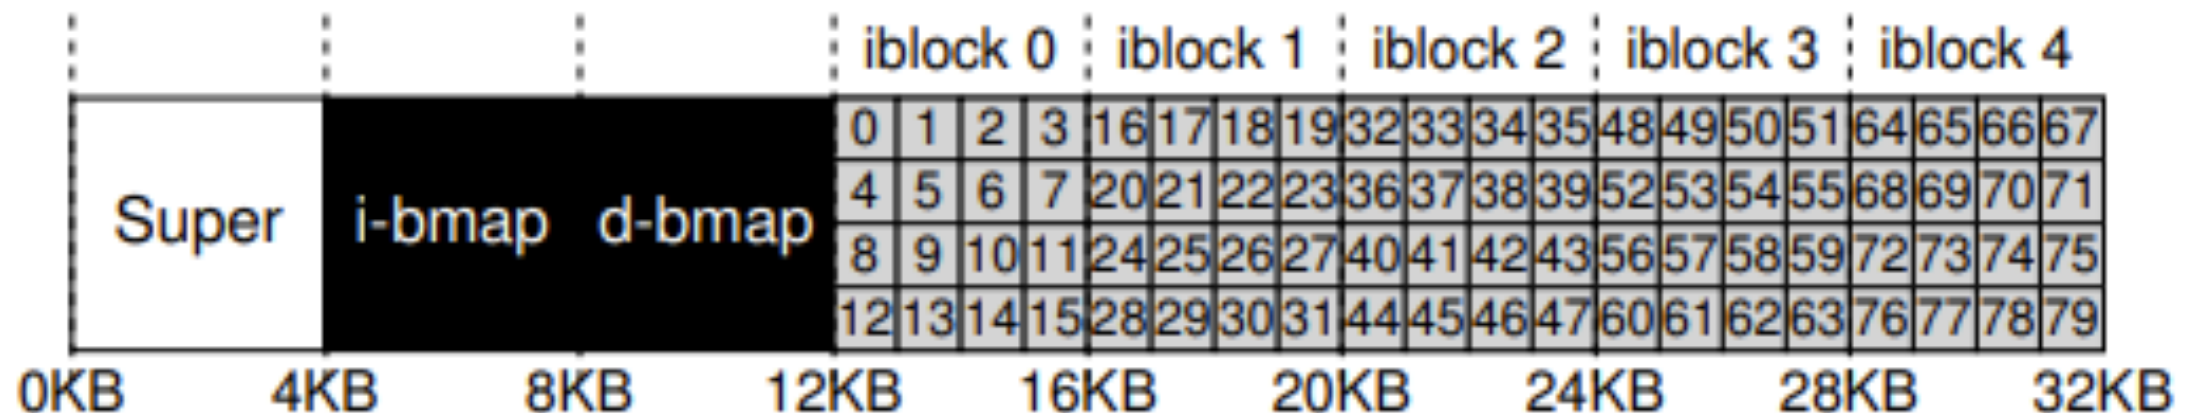 iblock 0 iblock 1 iblock 2 iblock 3 iblock 4
0 1 2 3 16 17 18 19 32 33 34 35 48 49 50 51 64 65 66 67
4 5 6 7 20 21 22 23 36 37 38 39 52 53 54 55 68 69 70 71
Super i-bmap d-bmap
8 9 10 11 24 25 26 27 40 41 42 43 56 57 58 59 72 73 74 75
12 13 14 15 28 29 30 31 44 45 46 47 60 61 62 63 76 77 78 79
0KB 4KB 8KB 12KB 16KB 20KB 24KB 28KB 32KB